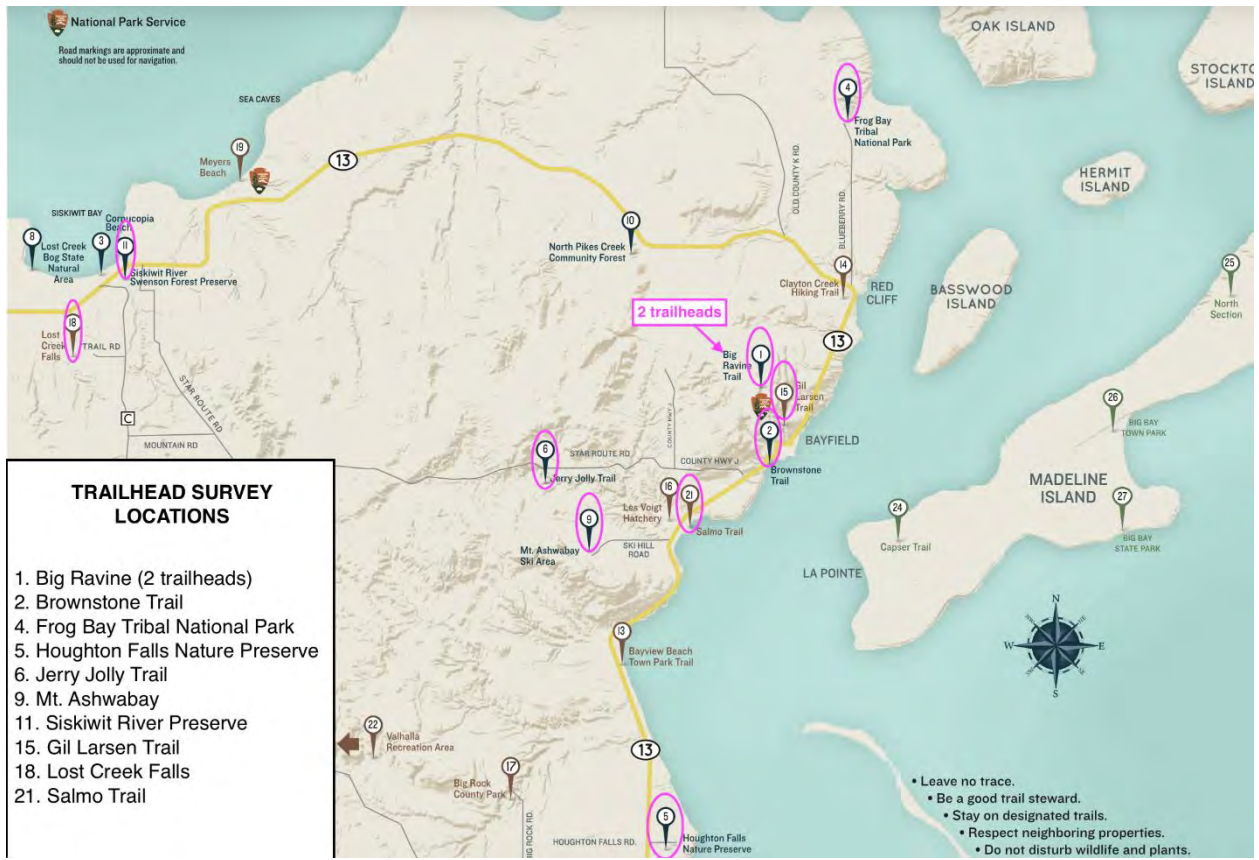 National Park Service
Road markings are approximate and
should not be used for navigation.
OAK ISLAND
STOCKTO
ISLAND
SEA CAVES
4
Frog Bay
Tribal
National Park
19
Meyers
Beach
13
OLD COUNTY K RD.
BLUEBERRY RD.
HERMIT
ISLAND
SISKIWIT BAY
Cornucopia
Beach
8
Lost Creek
Bog State
Natural
Area
3
11
Siskiwit River
Swenson Forest Preserve
10
North Pikes Creek
Community Forest
14
Clayton Creek
Hiking Trail
RED
CLIFF
BASSWOOD
ISLAND
25
North
Section
18
Lost
Creek
Falls
TRAIL RD
STAR ROUTE RD.
2 trailheads
13
1
Big
Ravine
Trail
15
Gil
Larsen
Trail
C
MOUNTAIN RD
COUNTY HWY J
26
BIG BAY
TOWN PARK
2
Brownstone
Trail
BAYFIELD
6
Jerry Jolly Trail
STAR ROUTE RD
COUNTY HWY J
MADELINE
ISLAND
16
Les Voigt
Hatchery
21
Salmo Trail
24
Capser Trail
27
BIG BAY
STATE PARK
9
Mt. Ashwabay
Ski Area
SKI HILL
ROAD
LA POINTE
TRAILHEAD SURVEY
LOCATIONS
1. Big Ravine (2 trailheads)
2. Brownstone Trail
4. Frog Bay Tribal National Park
5. Houghton Falls Nature Preserve
6. Jerry Jolly Trail
9. Mt. Ashwabay
11. Siskiwit River Preserve
15. Gil Larsen Trail
18. Lost Creek Falls
21. Salmo Trail
N
W
E
S
13
Bayview Beach
Town Park Trail
22
Valhalla
Recreation Area
13
17
Big Rock
County Park
BIG ROCK RD.
5
Houghton Falls
Nature Preserve
HOUGHTON FALLS RD.
• Leave no trace.
• Be a good trail steward.
• Stay on designated trails.
• Respect neighboring properties.
• Do not disturb wildlife and plants.